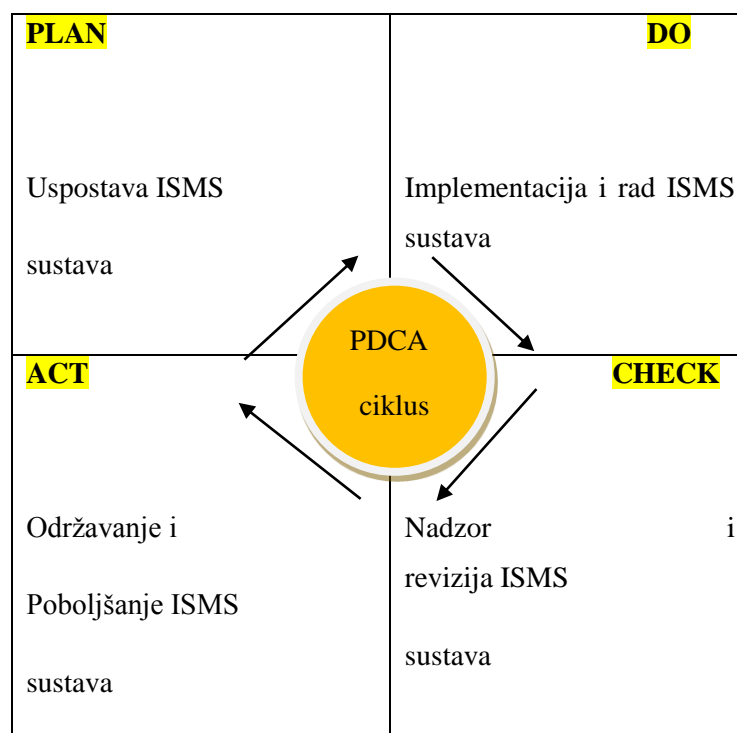 PLAN
Uspostava ISMS
sustava
DO
Implementacija i rad ISMS
sustava
PDCA
ciklus
ACT
Održavanje i
Poboljšanje ISMS
sustava
CHECK
Nadzor i
revizija ISMS
sustava